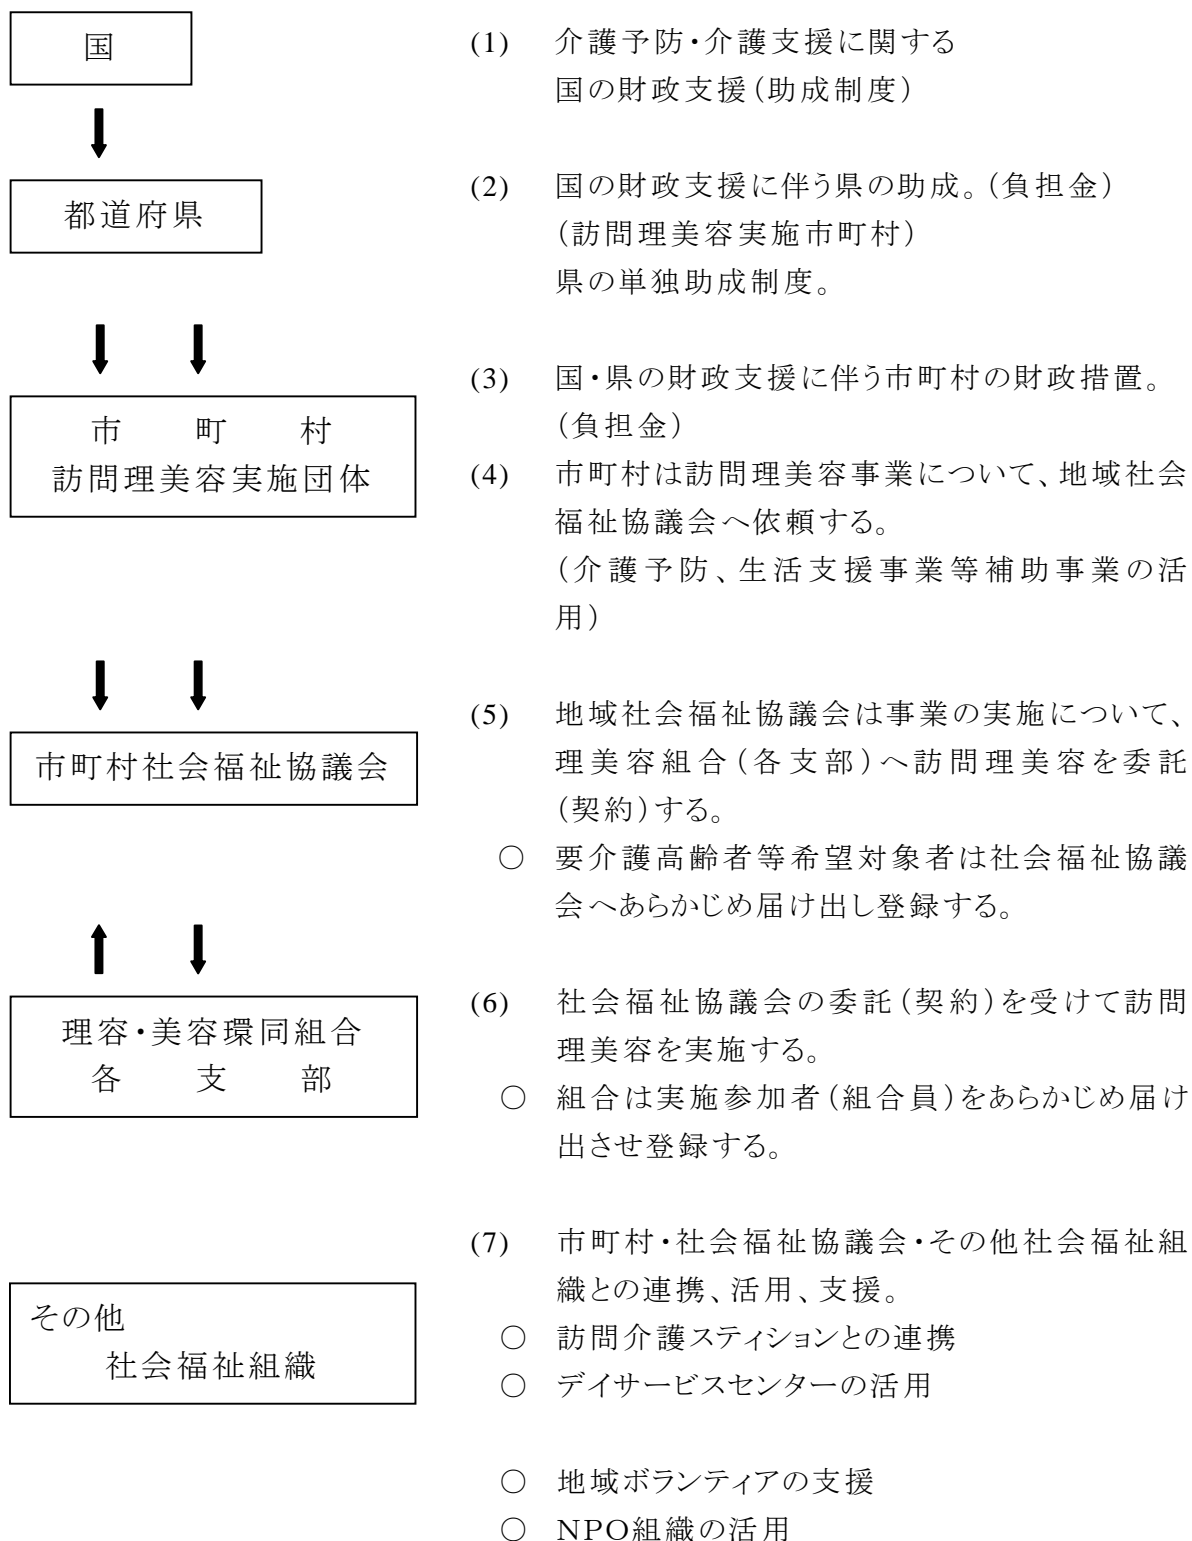 国
(1) 介護予防・介護支援に関する
国の財政支援(助成制度)
都道府県
(2) 国の財政支援に伴う県の助成。(負担金)
(訪問理美容実施市町村)
県の単独助成制度。
(3) 国・県の財政支援に伴う市町村の財政措置。
(負担金)
市 町 村
訪問理美容実施団体
(4) 市町村は訪問理美容事業について、地域社会
福祉協議会へ依頼する。
(介護予防、生活支援事業等補助事業の活
用)
市町村社会福祉協議会
(5) 地域社会福祉協議会は事業の実施について、
理美容組合(各支部)へ訪問理美容を委託
(契約)する。
○ 要介護高齢者等希望対象者は社会福祉協議
会へあらかじめ届け出し登録する。
理容・美容環同組合
各 支 部
(6) 社会福祉協議会の委託(契約)を受けて訪問
理美容を実施する。
○ 組合は実施参加者(組合員)をあらかじめ届け
出させ登録する。
その他
社会福祉組織
(7) 市町村・社会福祉協議会・その他社会福祉組
織との連携、活用、支援。
○ 訪問介護スティションとの連携
○ デイサービスセンターの活用
○ 地域ボランティアの支援
○ NPO組織の活用